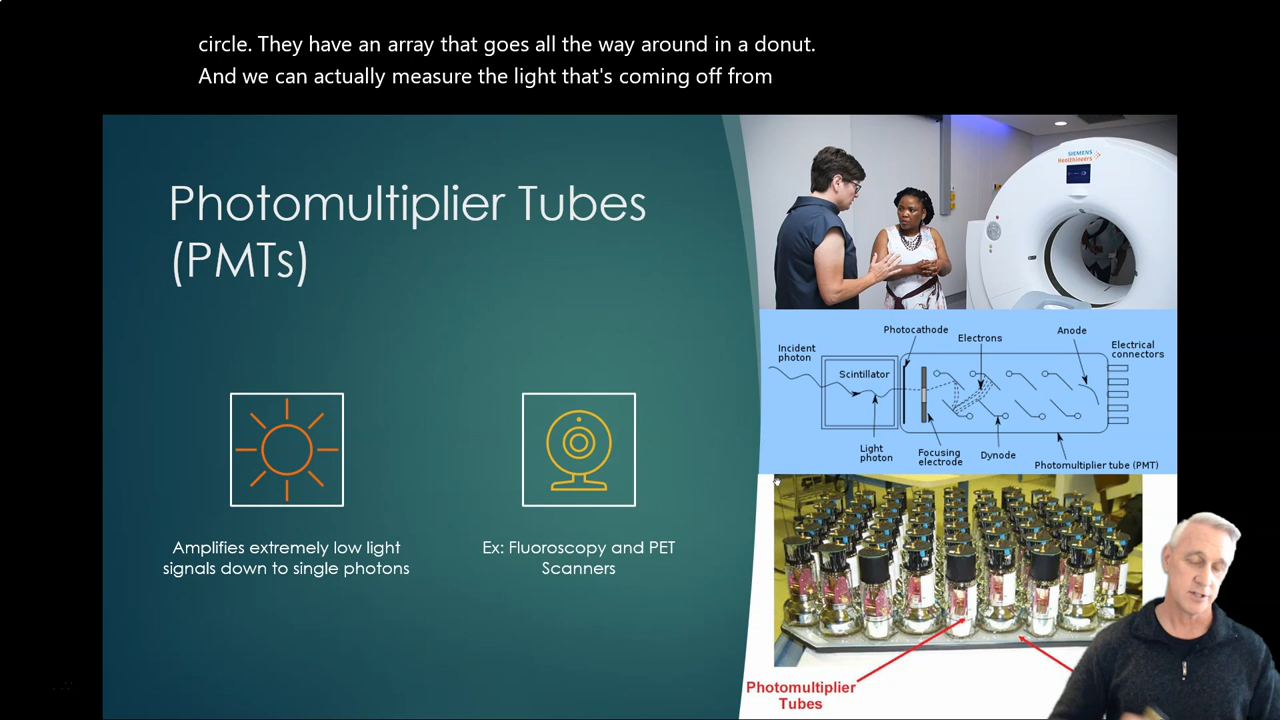 circle. They have an array that goes all the way around in a donut.
And we can actually measure the light that's coming off from
Photomultiplier Tubes
(PMTs)
Amplifies extremely low light
signals down to single photons
Ex: Fluoroscopy and PET
Scanners
SIEMENS
Healthineers
Photocathode
Electrons
Anode
Incident
photon
Electrical
connectors
Scintillator
Light
photon
Focusing
electrode
Dynode
Photomultiplier tube (PMT)
Photomultiplier
Tubes